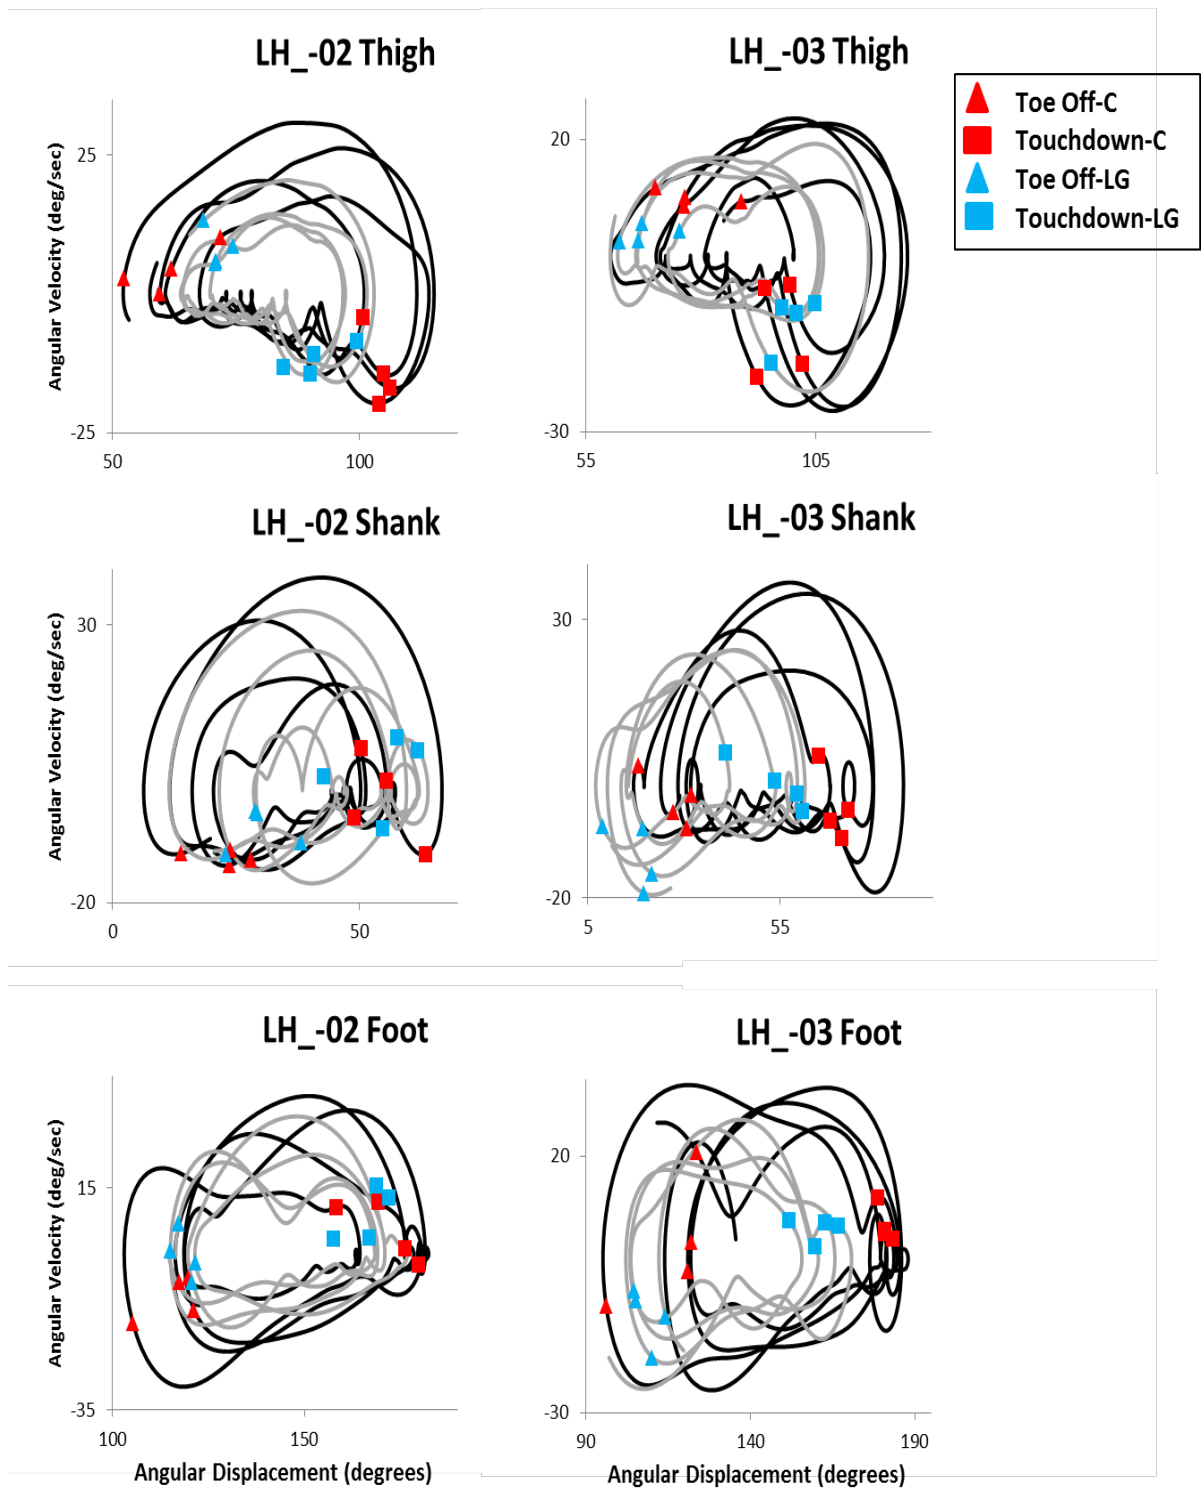 LH_-02 Thigh
LH_-03 Thigh
Toe Off-C
Touchdown-C
Toe Off-LG
Touchdown-LG
Angular Velocity (deg/sec)
25
-25
50
100
20
-30
55
105
LH_-02 Shank
LH_-03 Shank
Angular Velocity (deg/sec)
30
-20
0
50
30
-20
5
55
LH_-02 Foot
LH_-03 Foot
Angular Velocity (deg/sec)
15
-35
100
150
20
-30
90
140
190
Angular Displacement (degrees)
Angular Displacement (degrees)